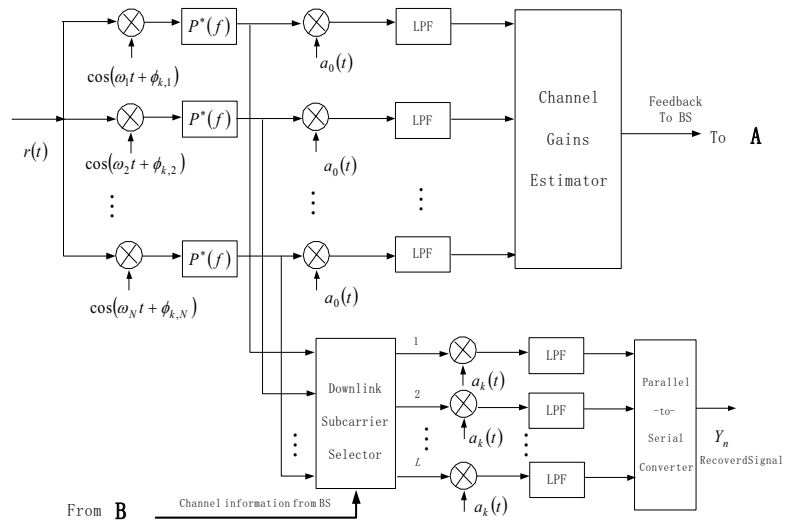 P*(f)
LPF
cos(ω₁t + ϕₖ,₁)
a₀(t)
P*(f)
LPF
r(t)
cos(ω₂t + ϕₖ,₂)
a₀(t)
⋮
⋮
⋮
P*(f)
LPF
cos(ω_N t + ϕₖ,N)
a₀(t)
Channel
Gains
Estimator
Feedback
To BS
To A
Downlink
Subcarrier
Selector
⋮
1
aₖ(t)
LPF
2
aₖ(t)
LPF
⋮
⋮
L
aₖ(t)
LPF
Parallel
-to-
Serial
Converter
Yₙ
RecoverdSignal
From B
Channel information from BS